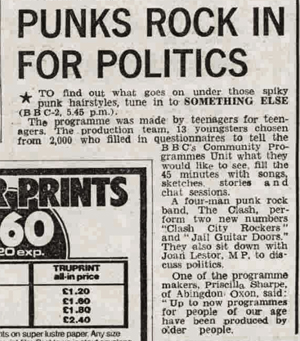 PUNKS ROCK IN
FOR POLITICS
★ TO find out what goes on under those spiky
punk hairstyles, tune in to SOMETHING ELSE
(BBC-2, 5.45 p.m.).
The programme was made by teenagers for teen-
agers. The production team, 13 youngsters chosen
from 2,000 who filled in questionnaires to tell the
BBC's Community Pro-
grammes Unit what they
would like to see, fill the
45 minutes with songs,
sketches, stories and
chat sessions.
A four-man punk rock
band, The Clash, per-
form two new numbers
"Clash City Rockers"
and "Jail Guitar Doors."
They also sit down with
Joan Lestor, MP, to dis-
cuss politics.
One of the programme
makers, Priscilla Sharpe,
of Abingdon, Oxon, said:
"Up to now programmes
for people of our age
have been produced by
older people.
R-PRINTS
60
20 exp.
TRUPRINT
all-in price
£1.20
£1.80
£1.80
£2.40
nts on super lustre paper. Any size